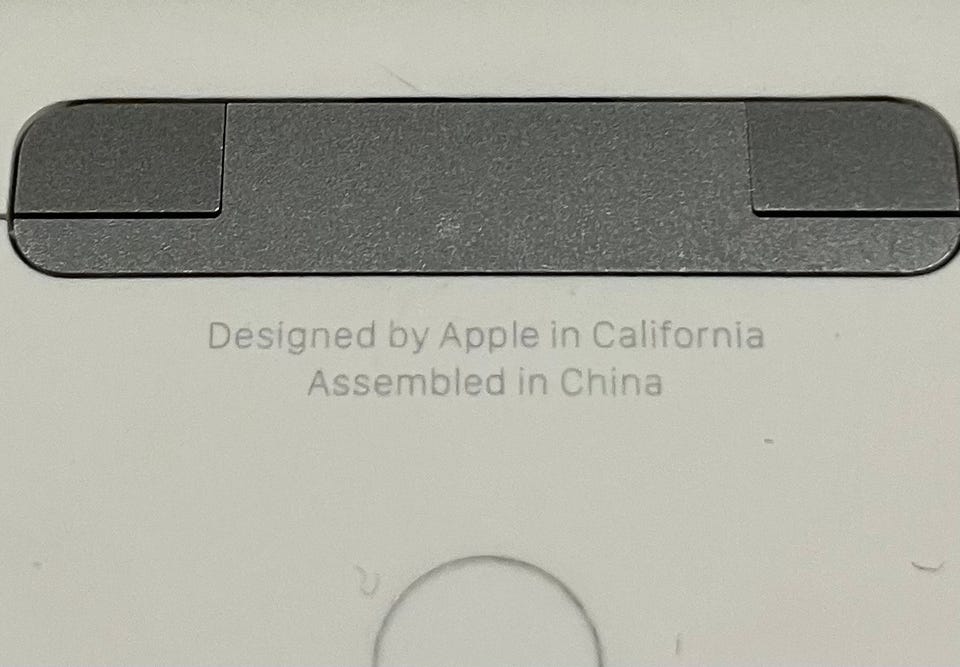 Designed by Apple in California
Assembled in China